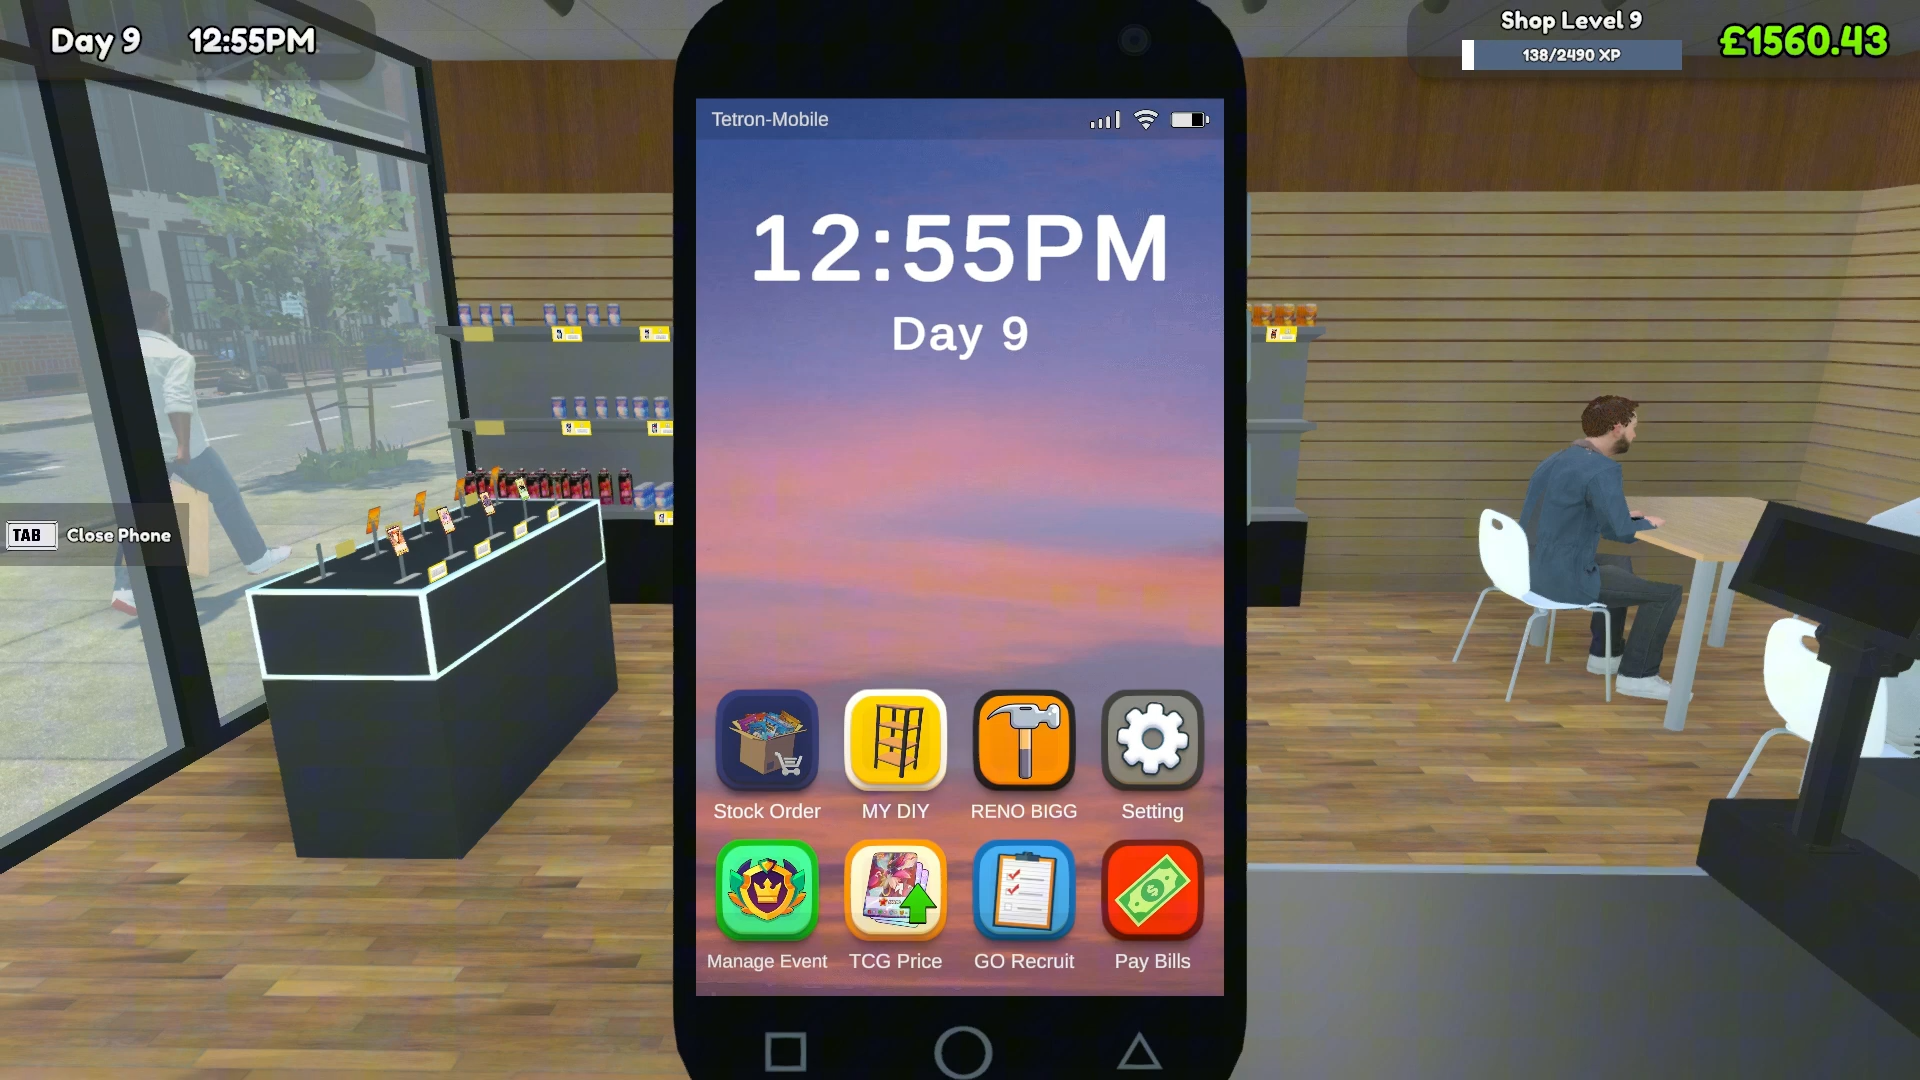 Day 9 12:55PM
Shop Level 9
138/2490 XP
£1560.43
Tetron-Mobile
12:55PM
Day 9
TAB Close Phone
Stock Order MY DIY RENO BIGG Setting
Manage Event TCG Price GO Recruit Pay Bills